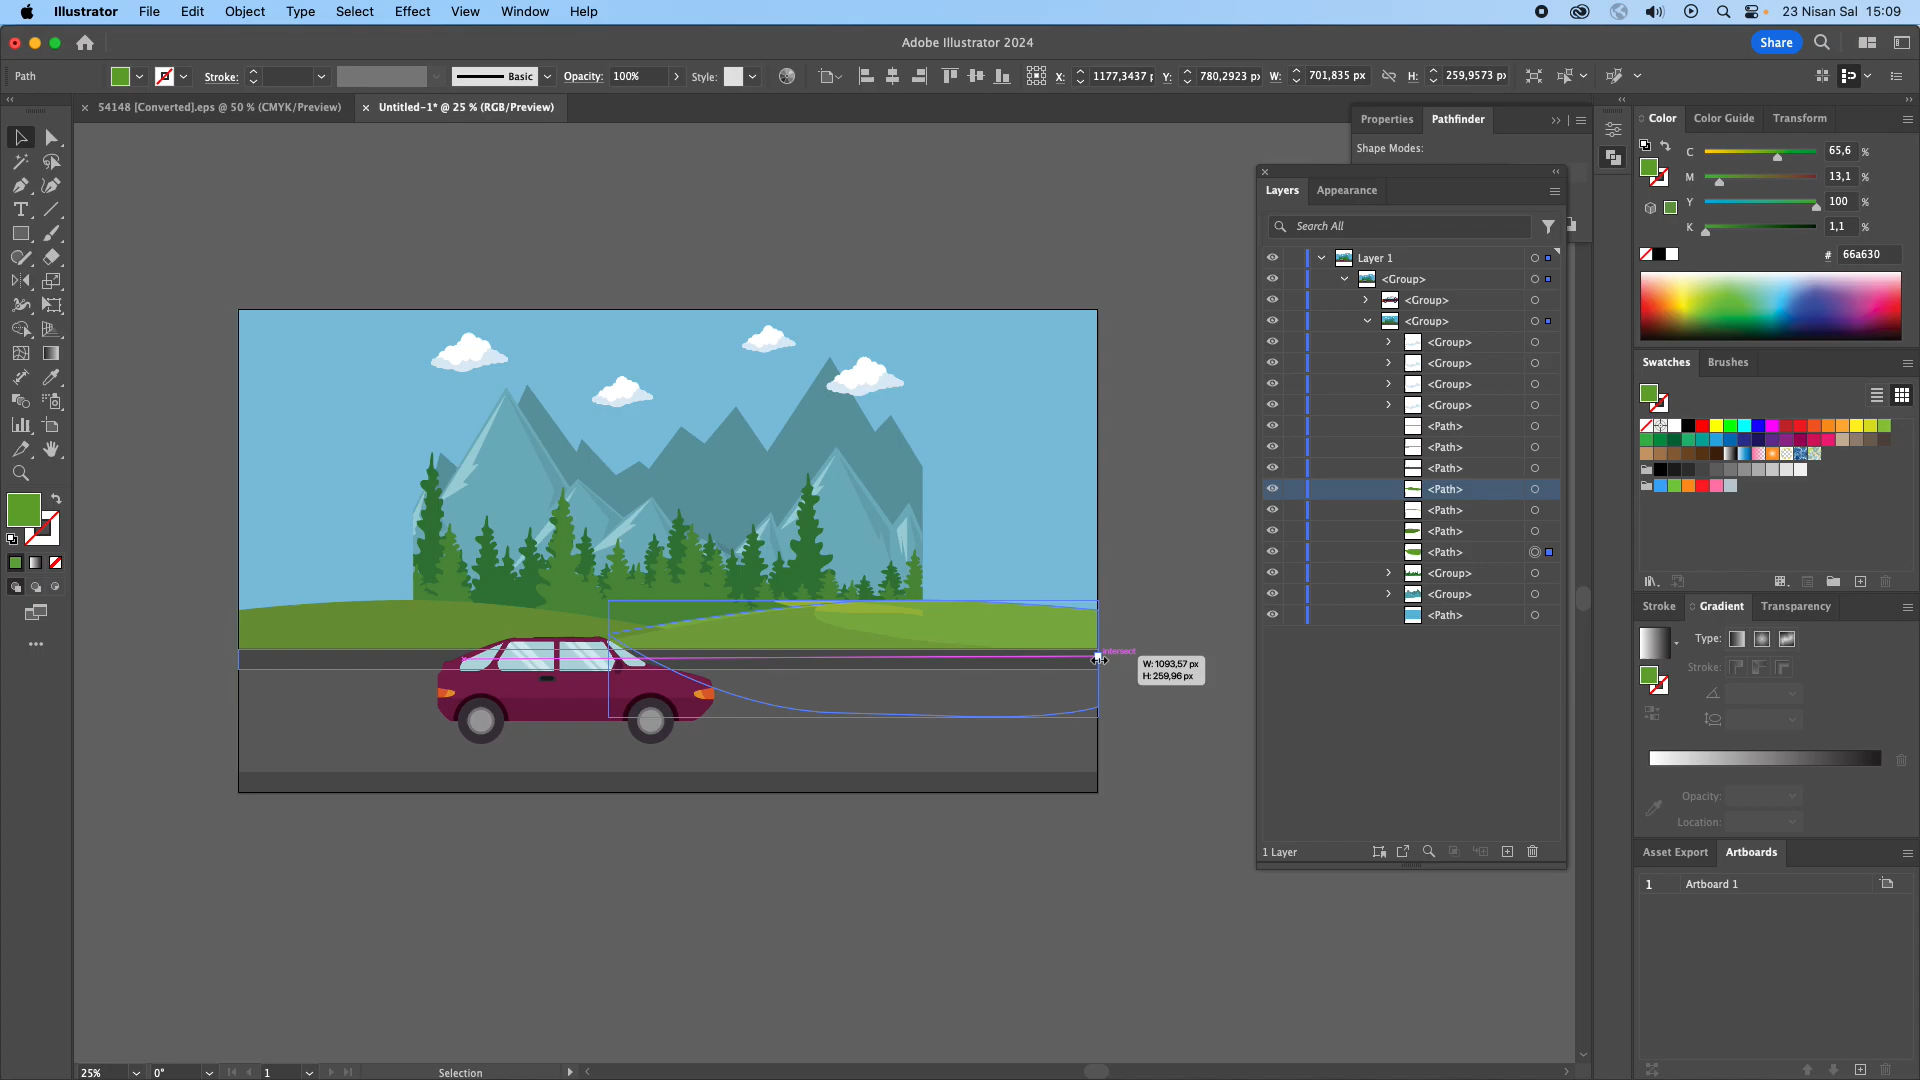 Illustrator File Edit Object Type Select Effect View Window Help 23 Nisan Sal 15:09
Adobe Illustrator 2024 Share
Path Stroke: Basic Opacity: 100% Style: X: 1177,3437 Y: 780,2923 px W: 701,835 px H: 259,9573 p
54148 [Converted].eps @ 50 % (CMYK/Preview) Untitled-1* @ 25 % (RGB/Preview)
Properties Pathfinder
Shape Modes:
Layers Appearance
Search All
Layer 1
<Group>
<Group>
<Group>
<Group>
<Group>
<Group>
<Group>
<Path>
<Path>
<Path>
<Path>
<Path>
<Path>
<Path>
<Group>
<Group>
<Path>
1 Layer
intersect
W: 1093,57 px
H: 259,96 px
Color Color Guide Transform
C 65,6 %
M 13,1 %
Y 100 %
K 1,1 %
# 66a630
Swatches Brushes
Stroke Gradient Transparency
Type:
Stroke:
Opacity:
Location:
Asset Export Artboards
1 Artboard 1
25% 0° 1 Selection